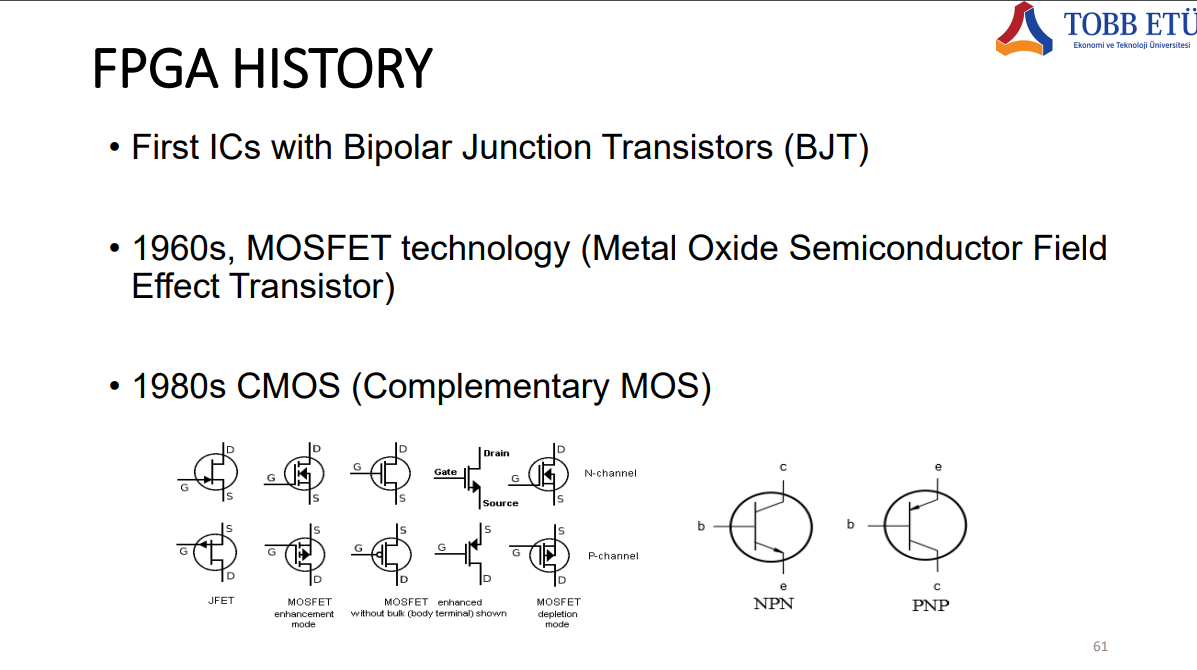 TOBB ETÜ
Ekonomi ve Teknoloji Üniversitesi
FPGA HISTORY
• First ICs with Bipolar Junction Transistors (BJT)
• 1960s, MOSFET technology (Metal Oxide Semiconductor Field
Effect Transistor)
• 1980s CMOS (Complementary MOS)
D D D Drain D
G G G Gate G N-channel
S S S Source S
S S S S S
G G G G G P-channel
D D D D D
JFET
MOSFET
enhancement
mode
MOSFET enhanced
without bulk (body terminal) shown
MOSFET
depletion
mode
c
b
e
NPN
e
b
c
PNP
61